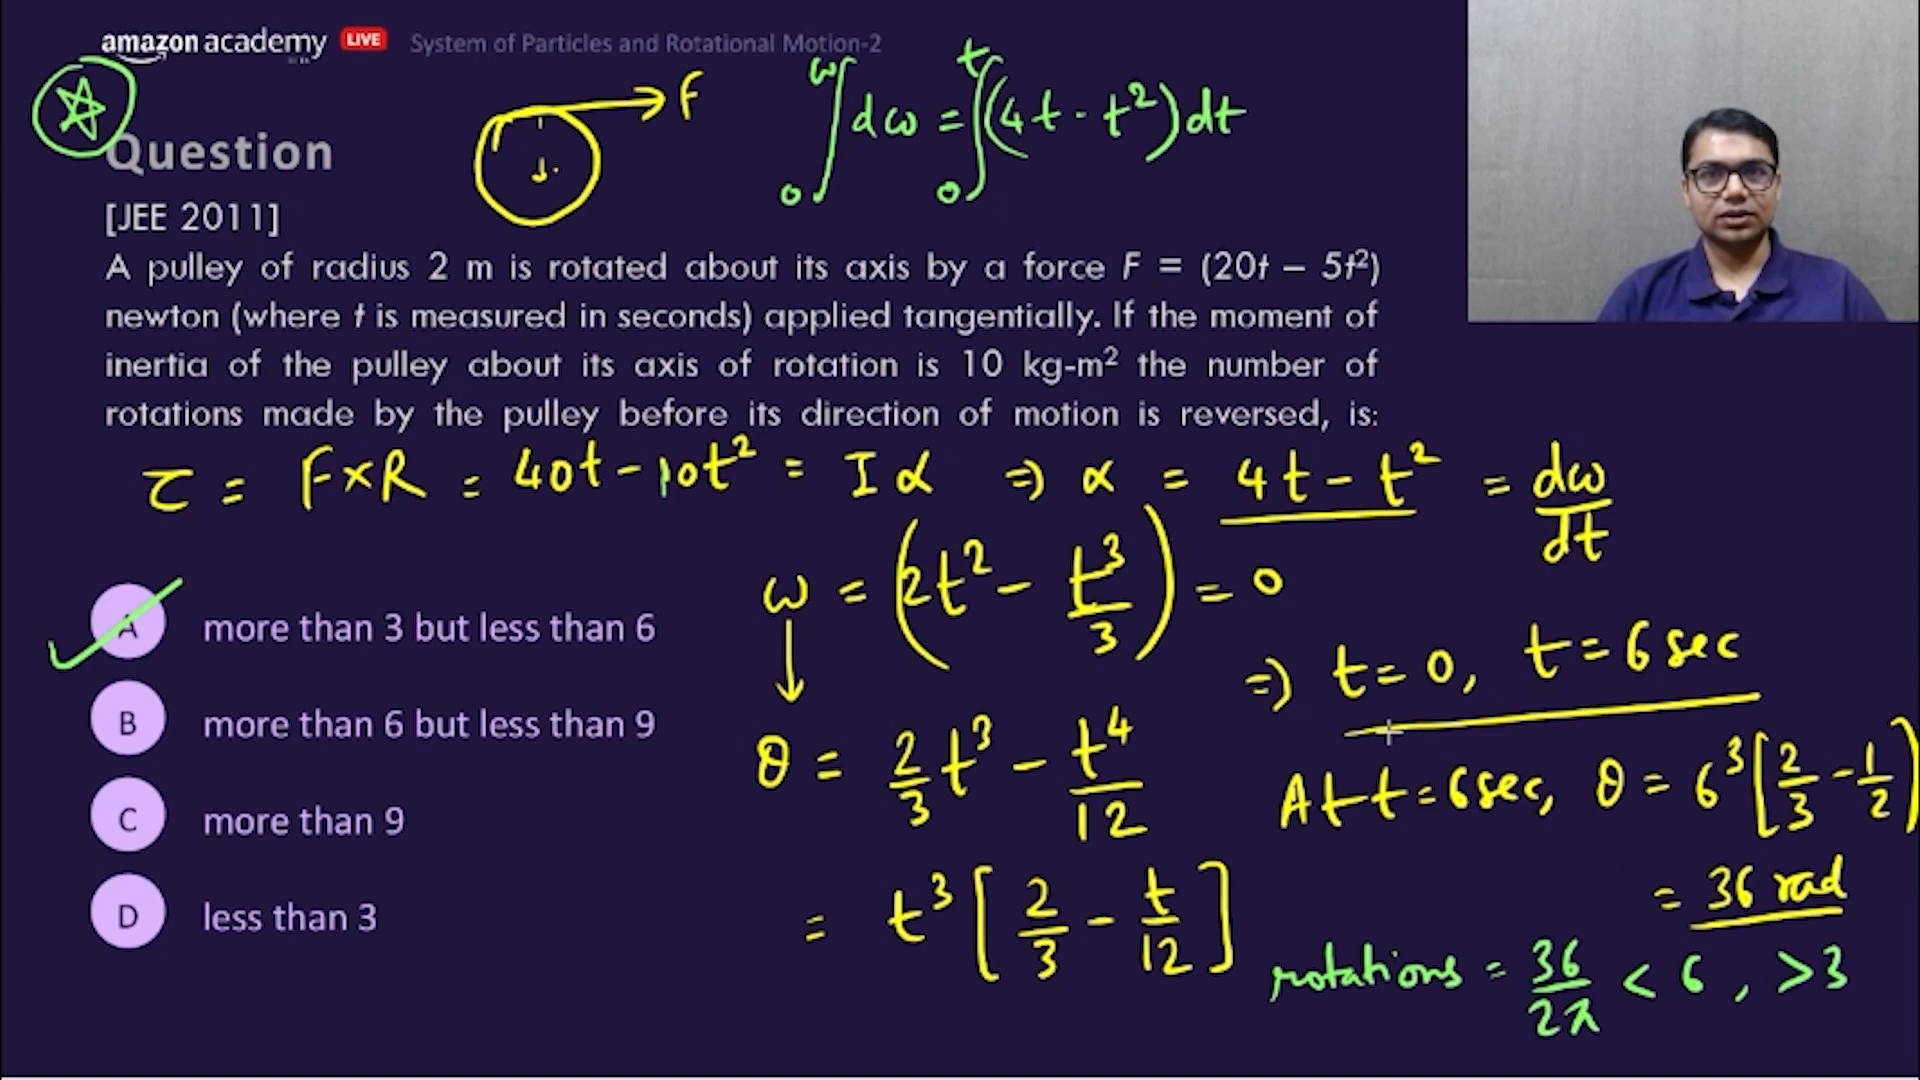 amazon academy LIVE System of Particles and Rotational Motion-2
F
ω∫0 dω = t∫0 (4t - t²)dt
Question
[JEE 2011]
A pulley of radius 2 m is rotated about its axis by a force F = (20t – 5t²)
newton (where t is measured in seconds) applied tangentially. If the moment of
inertia of the pulley about its axis of rotation is 10 kg-m² the number of
rotations made by the pulley before its direction of motion is reversed, is:
τ = F×R = 40t - 10t² = Iα ⇒ α = 4t - t² = dω/dt
ω = (2t² - t³/3) = 0
⇒ t = 0, t = 6 sec
θ = 2/3 t³ - t⁴/12
At t = 6sec, θ = 6³[2/3 - 1/2]
= t³[2/3 - t/12]
= 36 rad
rotations = 36/2π < 6, > 3
A more than 3 but less than 6
B more than 6 but less than 9
C more than 9
D less than 3